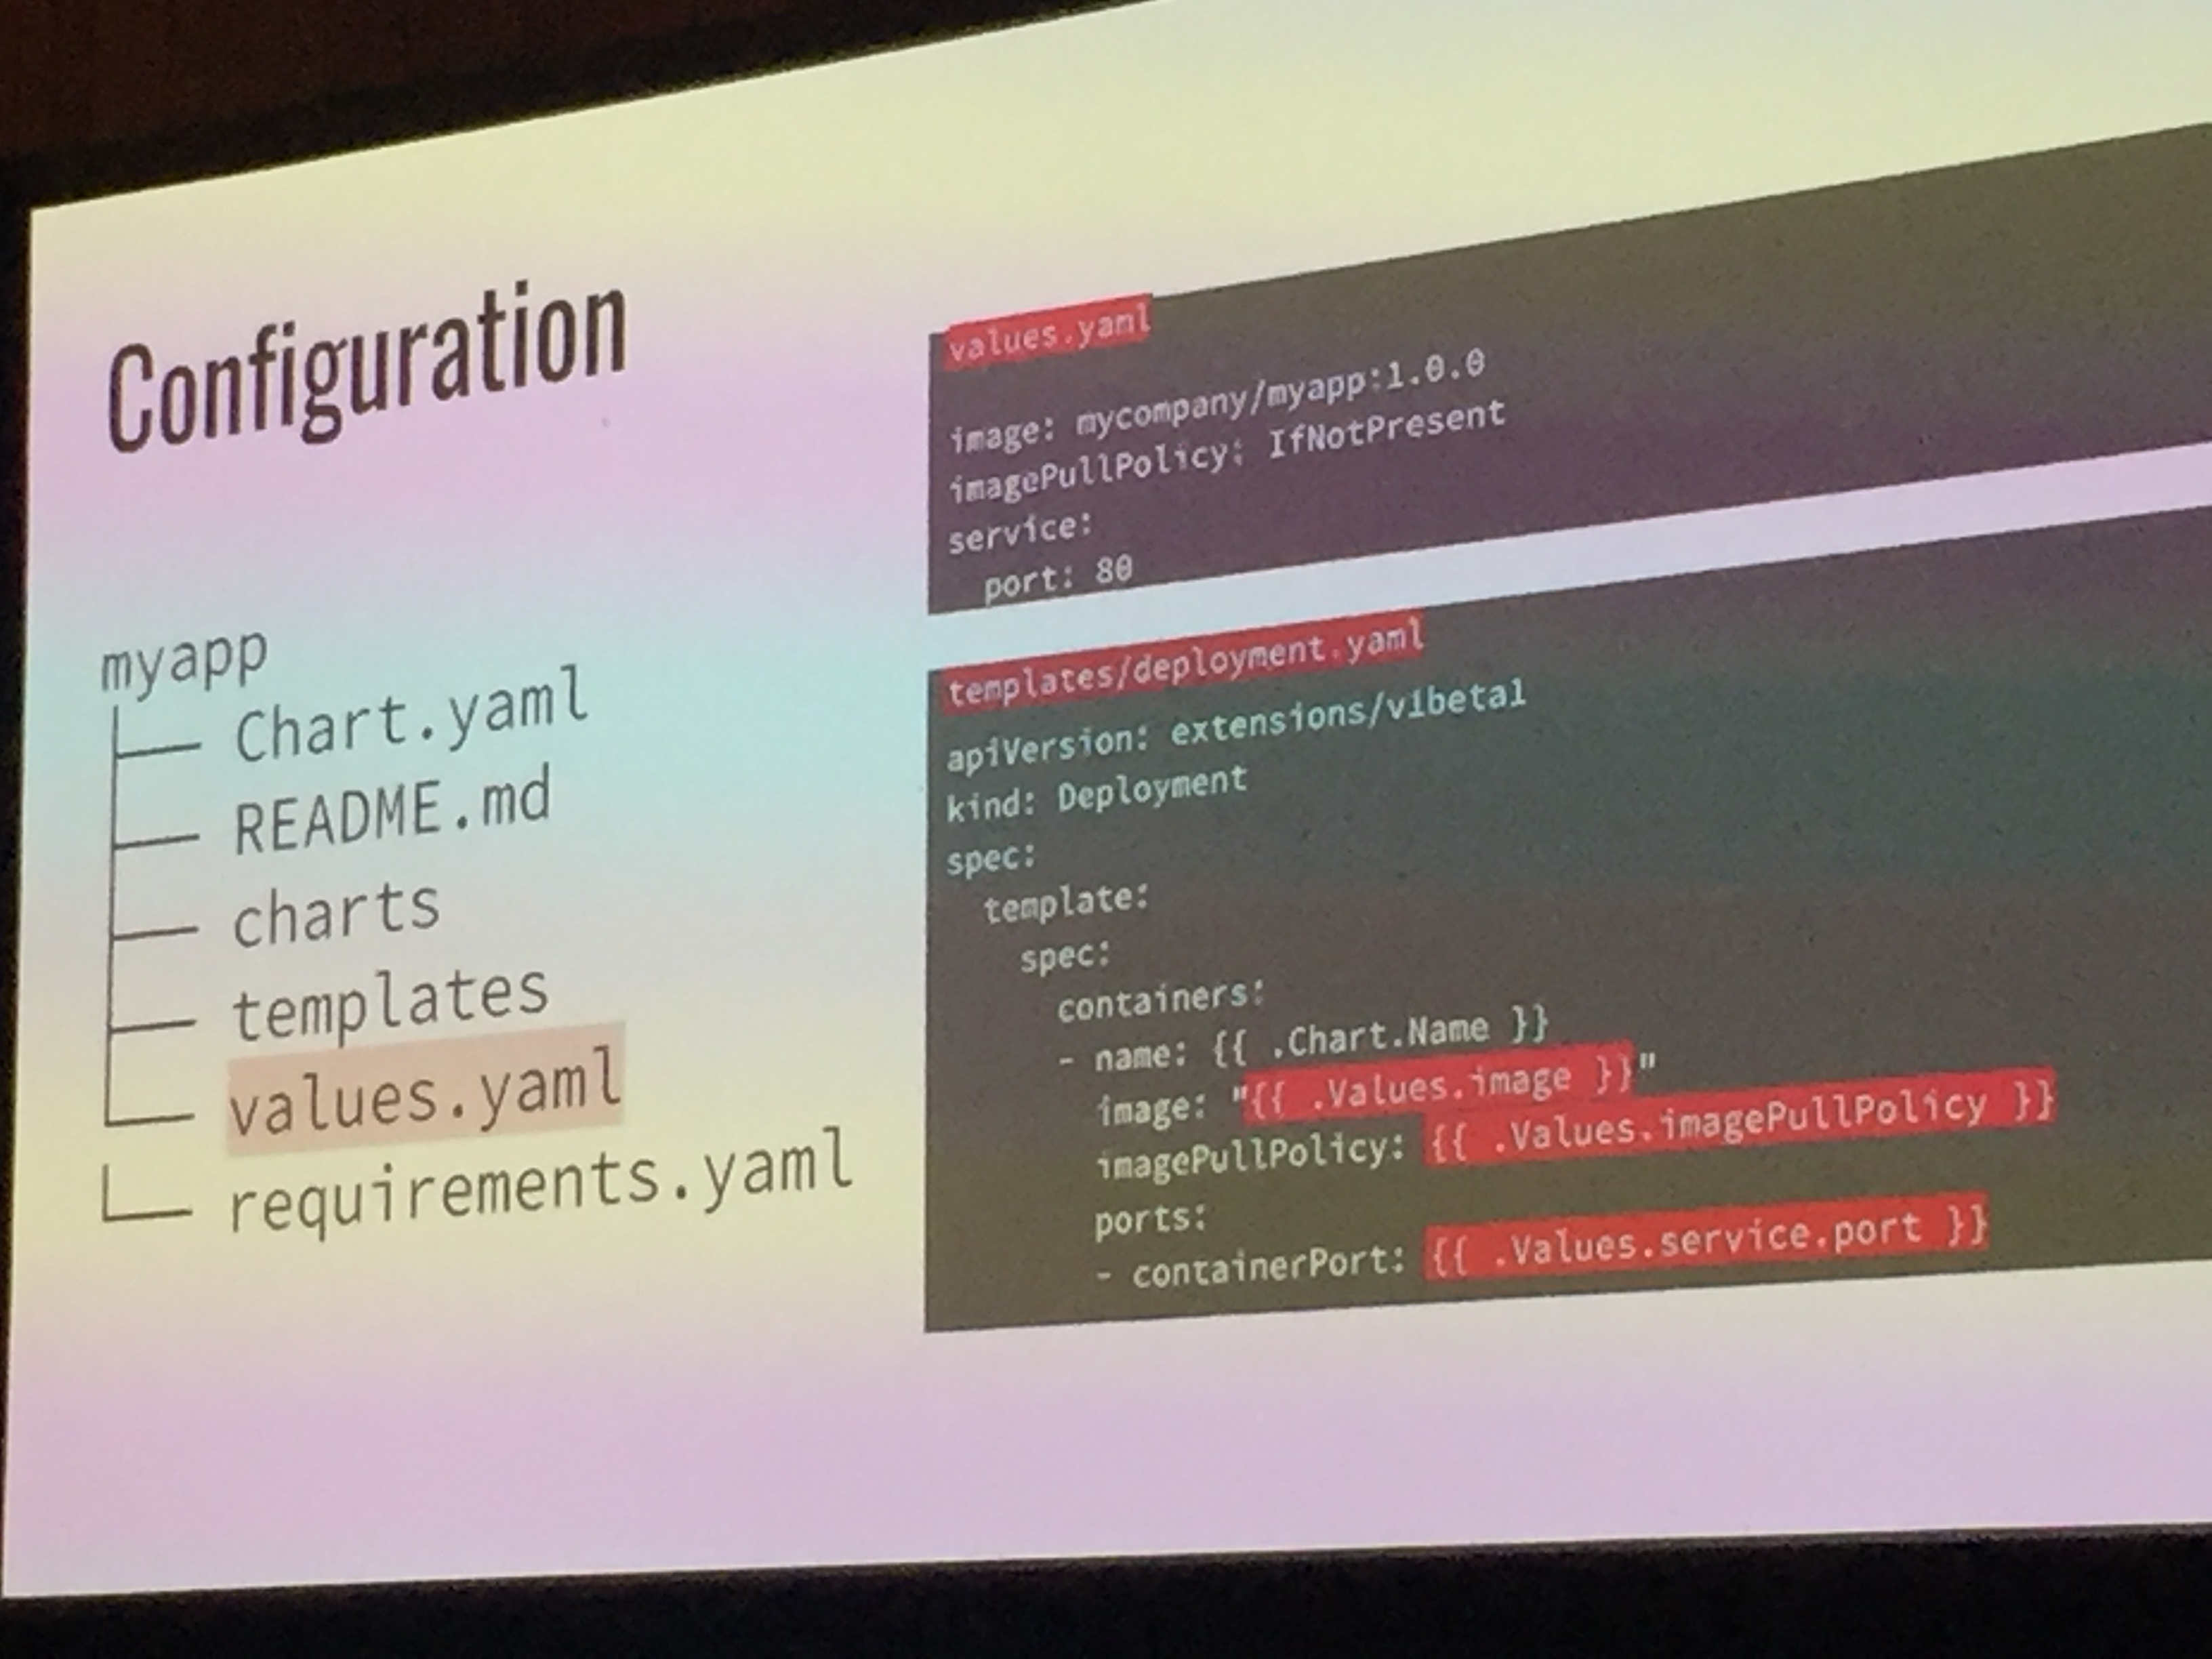 Configuration
myapp
├── Chart.yaml
├── README.md
├── charts
├── templates
└── values.yaml
└── requirements.yaml
values.yaml
image: mycompany/myapp:1.0.0
imagePullPolicy: IfNotPresent
service:
  port: 80
templates/deployment.yaml
apiVersion: extensions/v1beta1
kind: Deployment
spec:
  template:
    spec:
      containers:
      - name: {{ .Chart.Name }}
        image: "{{ .Values.image }}"
        imagePullPolicy: {{ .Values.imagePullPolicy }}
        ports:
        - containerPort: {{ .Values.service.port }}